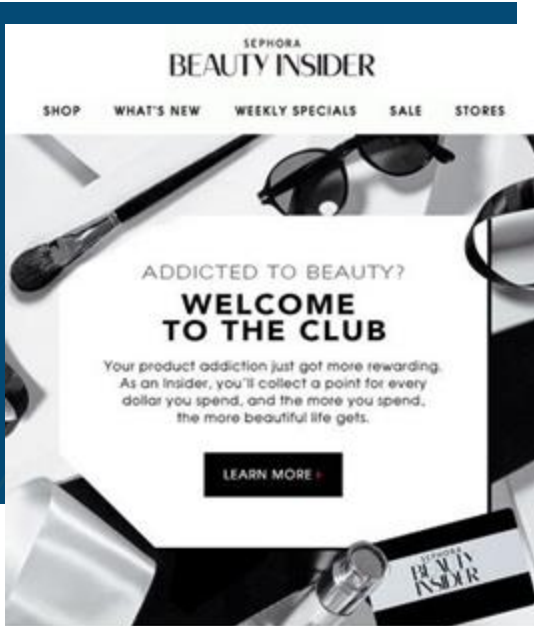 SEPHORA
BEAUTY INSIDER
SHOP WHAT'S NEW WEEKLY SPECIALS SALE STORES
ADDICTED TO BEAUTY?
WELCOME
TO THE CLUB
Your product addiction just got more rewarding.
As an Insider, you'll collect a point for every
dollar you spend, and the more you spend,
the more beautiful life gets.
LEARN MORE
SEPHORA
BEAUTY
INSIDER